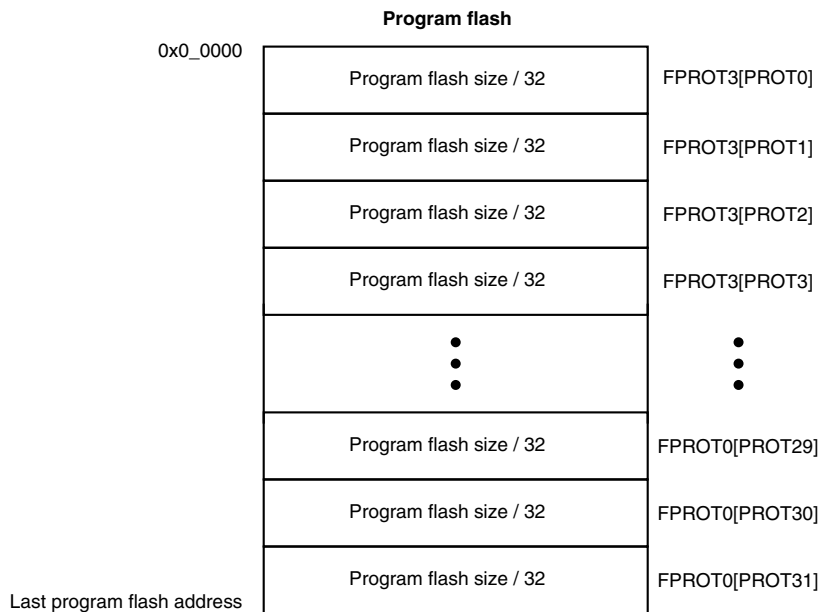 Program flash
0x0_0000
Program flash size / 32 FPROT3[PROT0]
Program flash size / 32 FPROT3[PROT1]
Program flash size / 32 FPROT3[PROT2]
Program flash size / 32 FPROT3[PROT3]
Program flash size / 32 FPROT0[PROT29]
Program flash size / 32 FPROT0[PROT30]
Program flash size / 32 FPROT0[PROT31]
Last program flash address